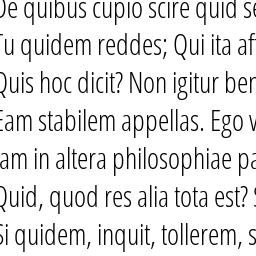 De quibus cupio scire quid se
Tu quidem reddes; Qui ita aff
Quis hoc dicit? Non igitur ben
Eam stabilem appellas. Ego v
Iam in altera philosophiae pa
Quid, quod res alia tota est? S
Si quidem, inquit, tollerem, s